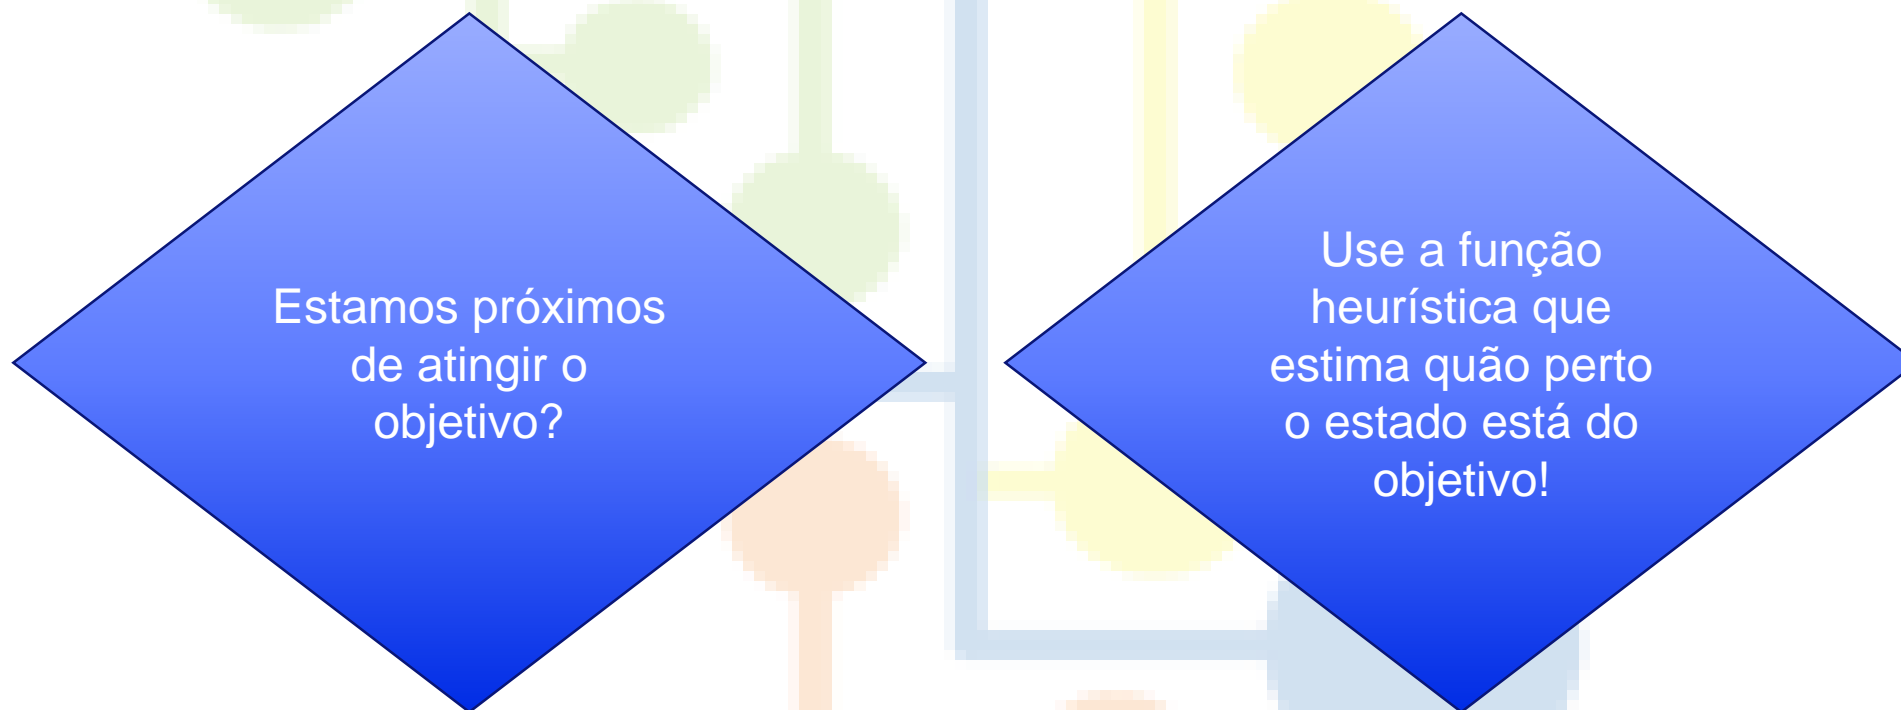 Estamos próximos
de atingir o
objetivo?
Use a função
heurística que
estima quão perto
o estado está do
objetivo!